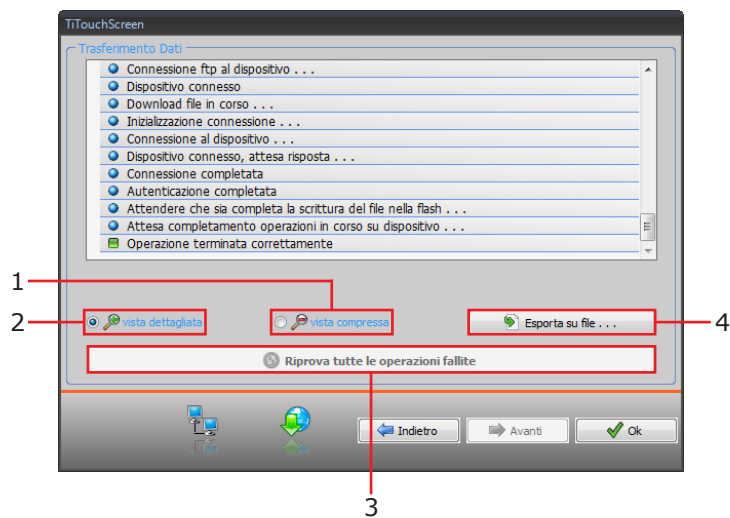 TiTouchScreen
Trasferimento Dati
Connessione ftp al dispositivo . . .
Dispositivo connesso
Download file in corso . . .
Inizializzazione connessione . . .
Connessione al dispositivo . . .
Dispositivo connesso, attesa risposta . . .
Connessione completata
Autenticazione completata
Attendere che sia completa la scrittura del file nella flash . . .
Attesa completamento operazioni in corso su dispositivo . . .
Operazione terminata correttamente
1
2
vista dettagliata
vista compressa
Esporta su file . . .
4
Riprova tutte le operazioni fallite
Indietro
Avanti
Ok
3